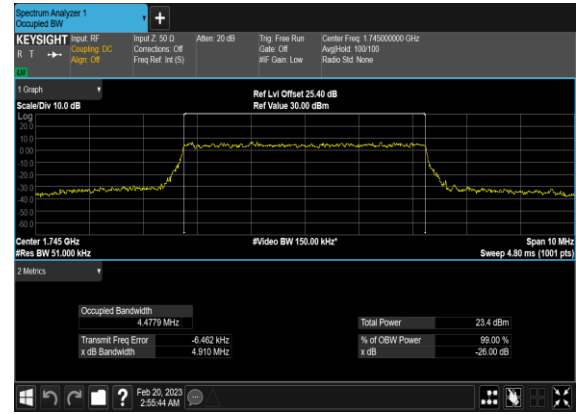 Spectrum Analyzer 1
Occupied BW
+
KEYSIGHT
R T
LW
Input: RF
Coupling: DC
Align: Off
Input Z: 50 Ω
Corrections: Off
Freq Ref: Int (S)
Atten: 20 dB
Trig: Free Run
Gate: Off
#IF Gain: Low
Center Freq: 1.745000000 GHz
Avg|Hold: 100/100
Radio Std: None
1 Graph
Scale/Div 10.0 dB
Ref Lvl Offset 25.40 dB
Ref Value 30.00 dBm
Log
20.0
10.0
0.00
-10.0
-20.0
-30.0
-40.0
-50.0
-60.0
Center 1.745 GHz
#Res BW 51.000 kHz
#Video BW 150.00 kHz*
Span 10 MHz
Sweep 4.80 ms (1001 pts)
2 Metrics
Occupied Bandwidth
4.4779 MHz
Transmit Freq Error -6.462 kHz
x dB Bandwidth 4.910 MHz
Total Power 23.4 dBm
% of OBW Power 99.00 %
x dB -26.00 dB
?
Feb 20, 2023
2:55:44 AM